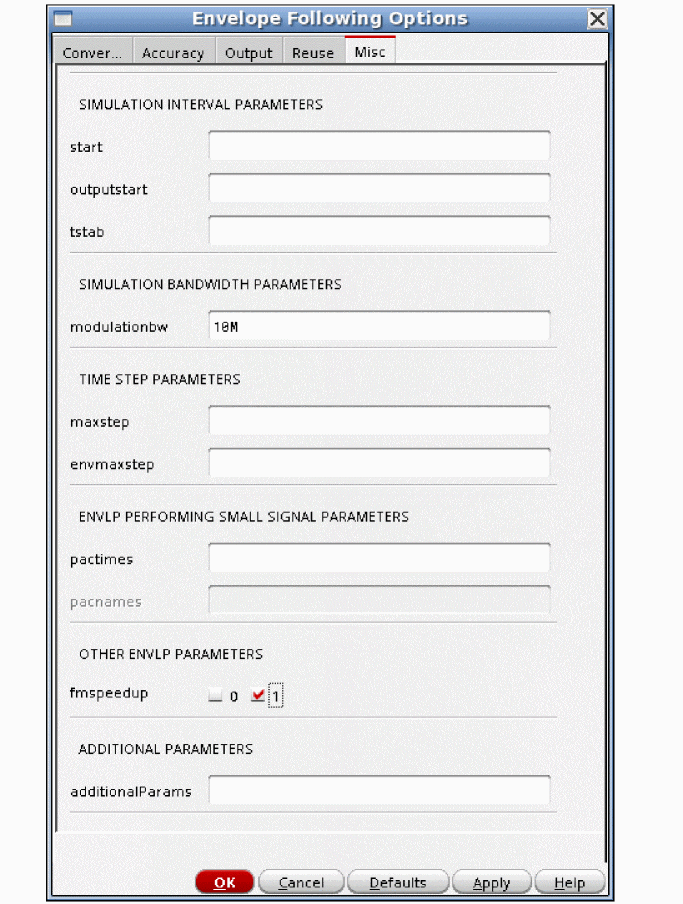 Envelope Following Options
Conver... Accuracy Output Reuse Misc
SIMULATION INTERVAL PARAMETERS
start
outputstart
tstab
SIMULATION BANDWIDTH PARAMETERS
modulationbw 10M
TIME STEP PARAMETERS
maxstep
envmaxstep
ENVLP PERFORMING SMALL SIGNAL PARAMETERS
pactimes
pacnames
OTHER ENVLP PARAMETERS
fmspeedup 0 1
ADDITIONAL PARAMETERS
additionalParams
OK Cancel Defaults Apply Help